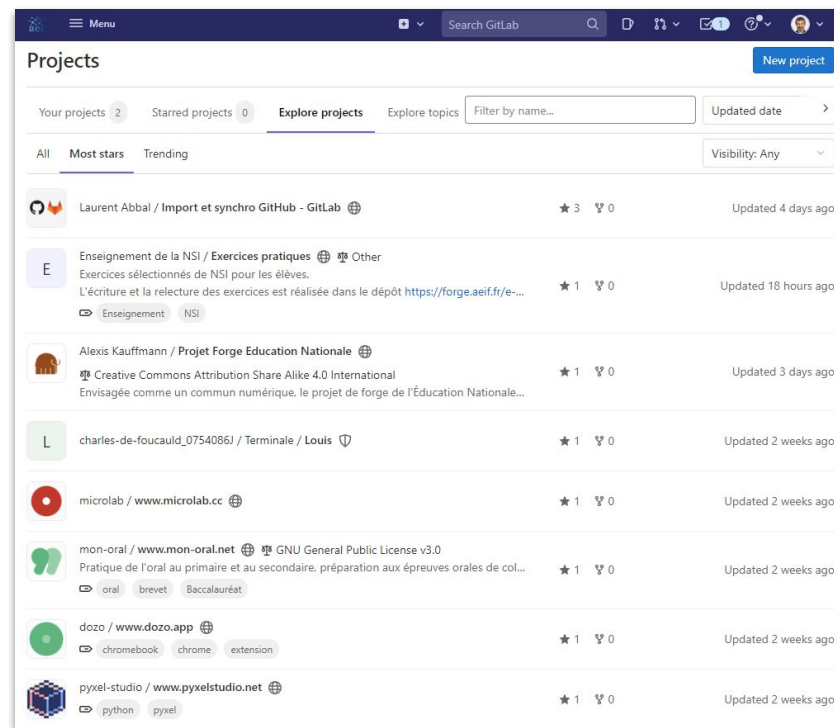 aei
Menu
Search GitLab
1
Projects
New project
Your projects 2 Starred projects 0 Explore projects Explore topics Filter by name... Updated date
All Most stars Trending Visibility: Any
Laurent Abbal / Import et synchro GitHub - GitLab 3 0 Updated 4 days ago
E
Enseignement de la NSI / Exercices pratiques Other
Exercices sélectionnés de NSI pour les élèves.
L'écriture et la relecture des exercices est réalisée dans le dépôt https://forge.aeif.fr/e-... 1 0 Updated 18 hours ago
Enseignement NSI
Alexis Kauffmann / Projet Forge Education Nationale
Creative Commons Attribution Share Alike 4.0 International 1 0 Updated 3 days ago
Envisagée comme un commun numérique, le projet de forge de l'Éducation Nationale...
L charles-de-foucauld_0754086J / Terminale / Louis 1 0 Updated 2 weeks ago
microlab / www.microlab.cc 1 0 Updated 2 weeks ago
mon-oral / www.mon-oral.net GNU General Public License v3.0
Pratique de l'oral au primaire et au secondaire, préparation aux épreuves orales de col... 1 0 Updated 2 weeks ago
oral brevet Baccalauréat
dozo / www.dozo.app 1 0 Updated 2 weeks ago
chromebook chrome extension
pyxel-studio / www.pyxelstudio.net 1 0 Updated 2 weeks ago
python pyxel